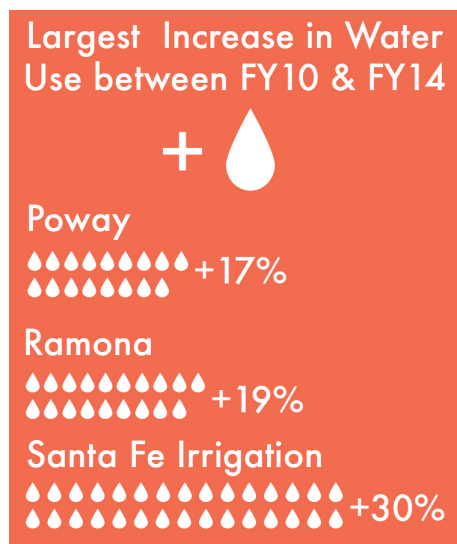 Largest Increase in Water
Use between FY10 & FY14
+
Poway
+17%
Ramona
+19%
Santa Fe Irrigation
+30%